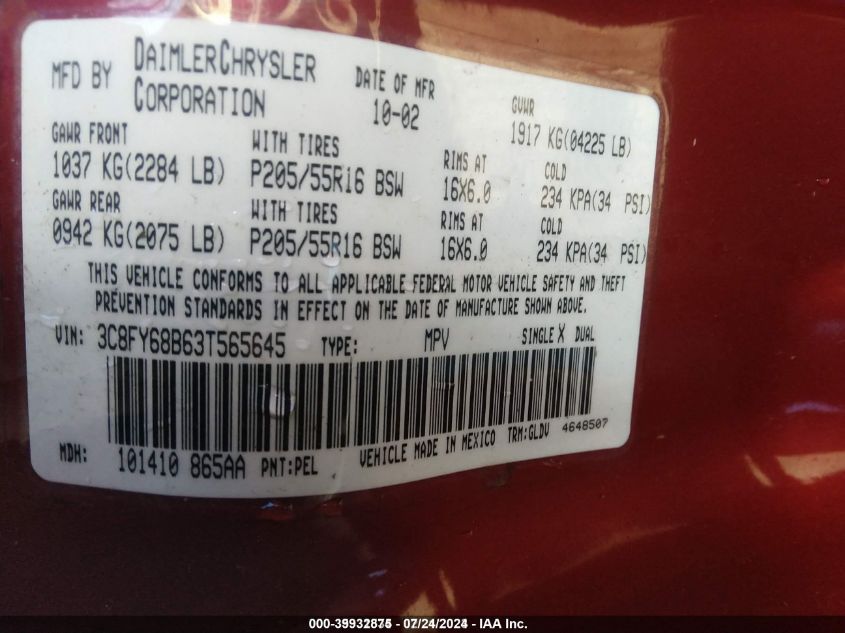 MFD BY DAIMLERCHRYSLER CORPORATION DATE OF MFR 10-02 GVWR 1917 KG(04225 LB)
GAWR FRONT WITH TIRES RIMS AT COLD
1037 KG(2284 LB) P205/55R16 BSW 16X6.0 234 KPA(34 PSI)
GAWR REAR WITH TIRES RIMS AT COLD
0942 KG(2075 LB) P205/55R16 BSW 16X6.0 234 KPA(34 PSI)
THIS VEHICLE CONFORMS TO ALL APPLICABLE FEDERAL MOTOR VEHICLE SAFETY AND THEFT
PREVENTION STANDARDS IN EFFECT ON THE DATE OF MANUFACTURE SHOWN ABOVE.
VIN: 3C8FY68B63T565645 TYPE: MPV SINGLE X DUAL
MDH: 101410 865AA PNT:PEL VEHICLE MADE IN MEXICO TRM:GLDV 4648507
000-39932875 - 07/24/2024 - IAA Inc.